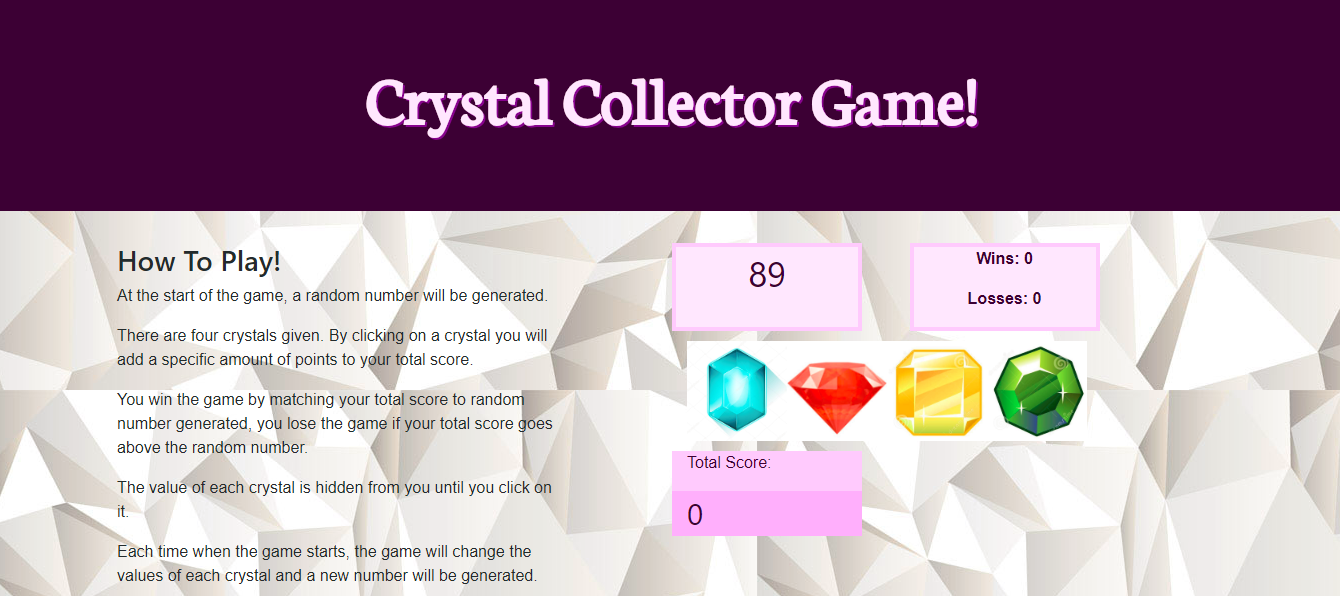 Crystal Collector Game!
How To Play!
At the start of the game, a random number will be generated.
There are four crystals given. By clicking on a crystal you will
add a specific amount of points to your total score.
You win the game by matching your total score to random
number generated, you lose the game if your total score goes
above the random number.
The value of each crystal is hidden from you until you click on
it.
Each time when the game starts, the game will change the
values of each crystal and a new number will be generated.
89
Wins: 0
Losses: 0
Total Score:
0